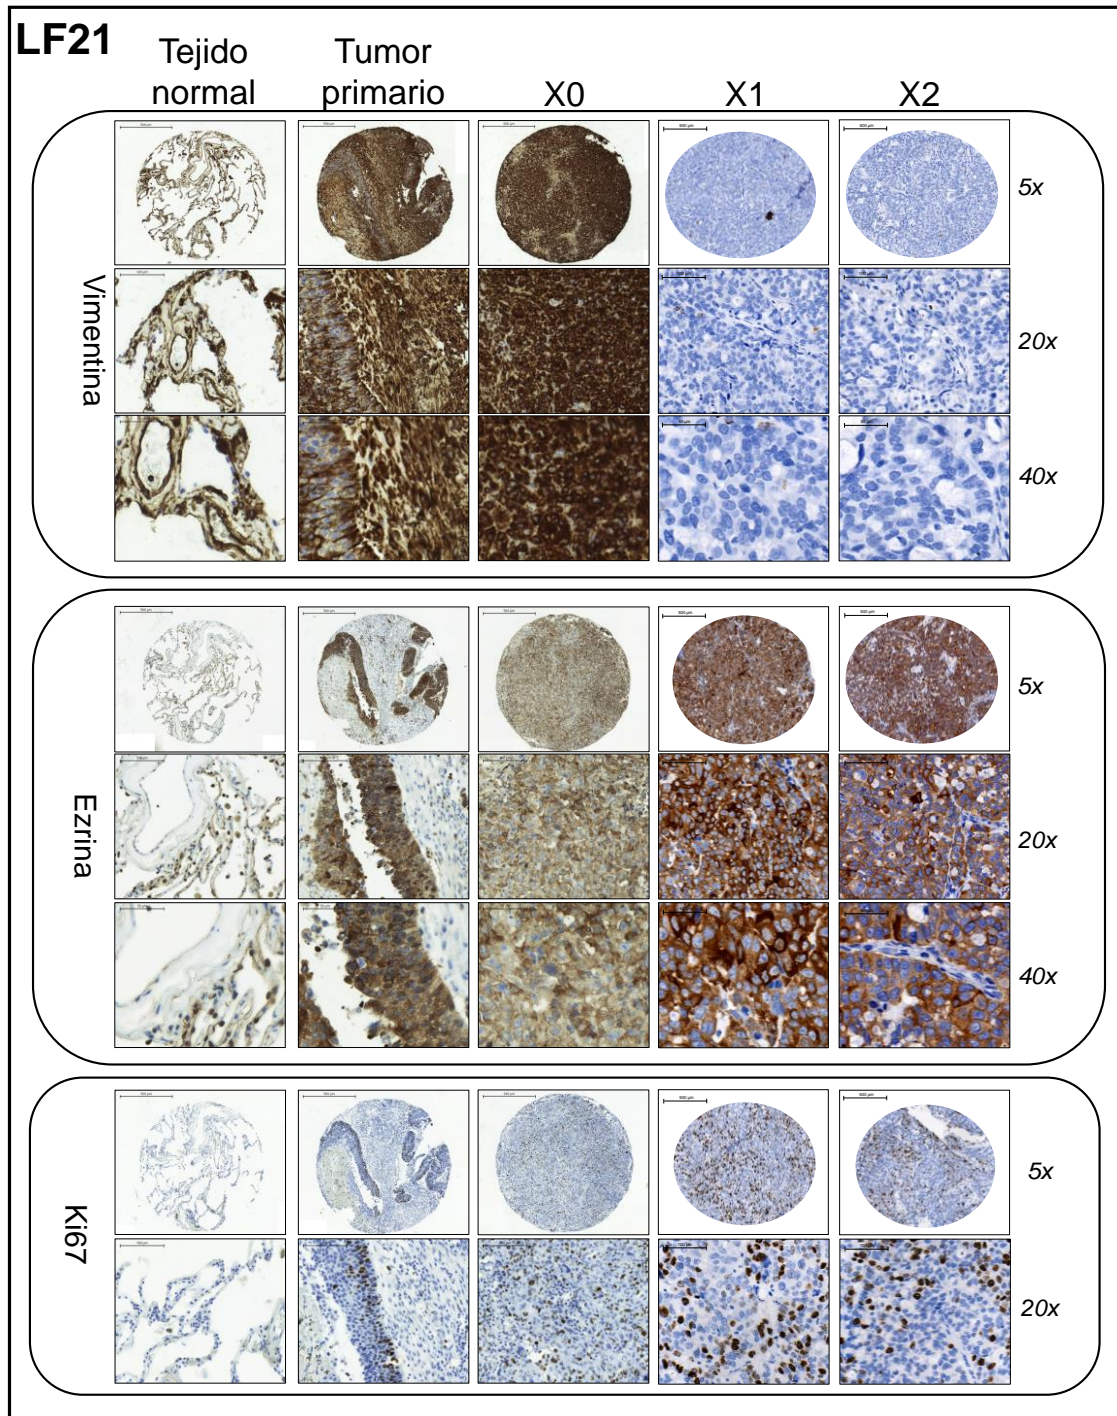 LF21
Tejido
normal
Tumor
primario
X0
X1
X2
Vimentina
5x
20x
40x
Ezrina
5x
20x
40x
Ki67
5x
20x